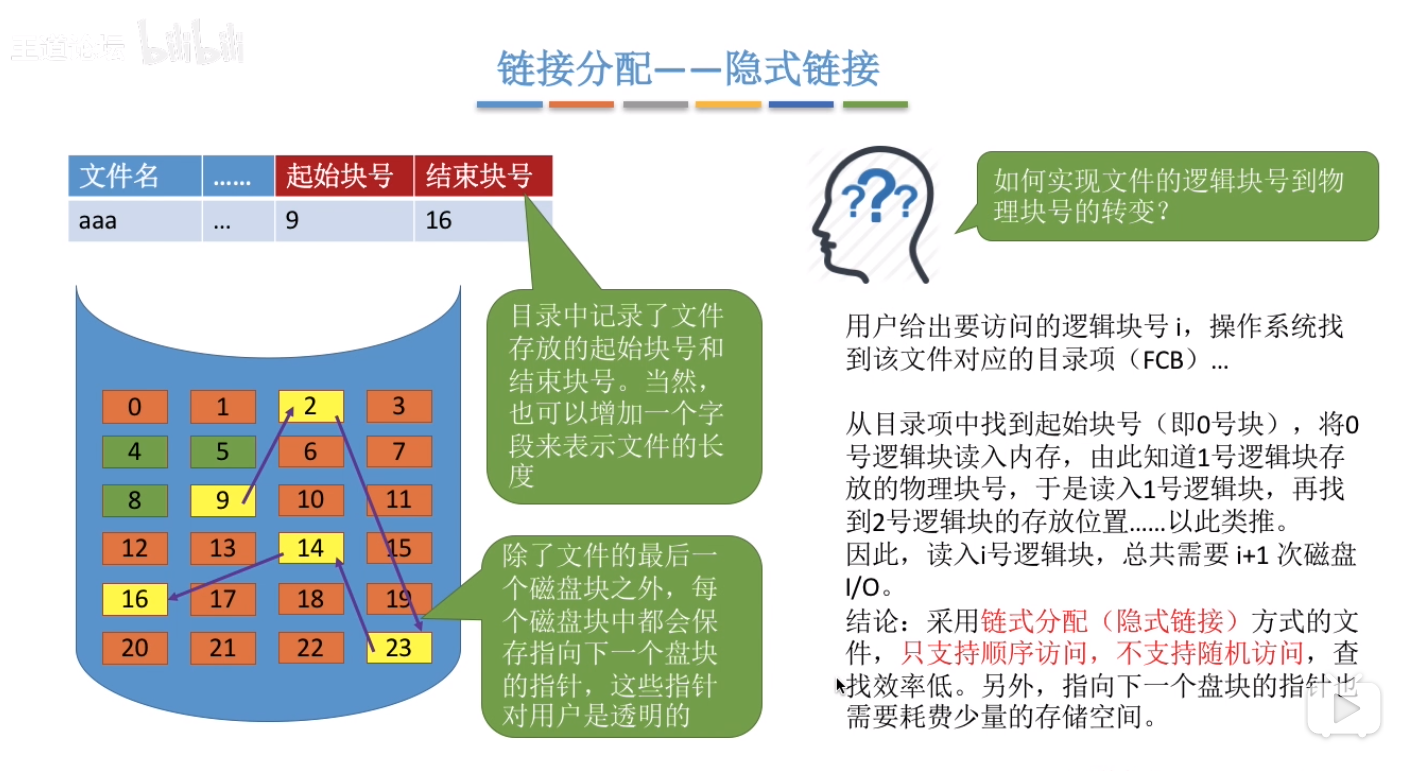 王道论坛 bilibili
链接分配——隐式链接
文件名 …… 起始块号 结束块号
aaa … 9 16
如何实现文件的逻辑块号到物
理块号的转变？
目录中记录了文件
存放的起始块号和
结束块号。当然，
也可以增加一个字
段来表示文件的长
度
0 1 2 3
4 5 6 7
8 9 10 11
12 13 14 15
16 17 18 19
20 21 22 23
除了文件的最后一
个磁盘块之外，每
个磁盘块中都会保
存指向下一个盘块
的指针，这些指针
对用户是透明的
???
用户给出要访问的逻辑块号 i，操作系统找
到该文件对应的目录项（FCB）…
从目录项中找到起始块号（即0号块），将0
号逻辑块读入内存，由此知道1号逻辑块存
放的物理块号，于是读入1号逻辑块，再找
到2号逻辑块的存放位置……以此类推。
因此，读入i号逻辑块，总共需要 i+1 次磁盘
I/O。
结论：采用链式分配（隐式链接）方式的文
件，只支持顺序访问，不支持随机访问，查
找效率低。另外，指向下一个盘块的指针也
需要耗费少量的存储空间。